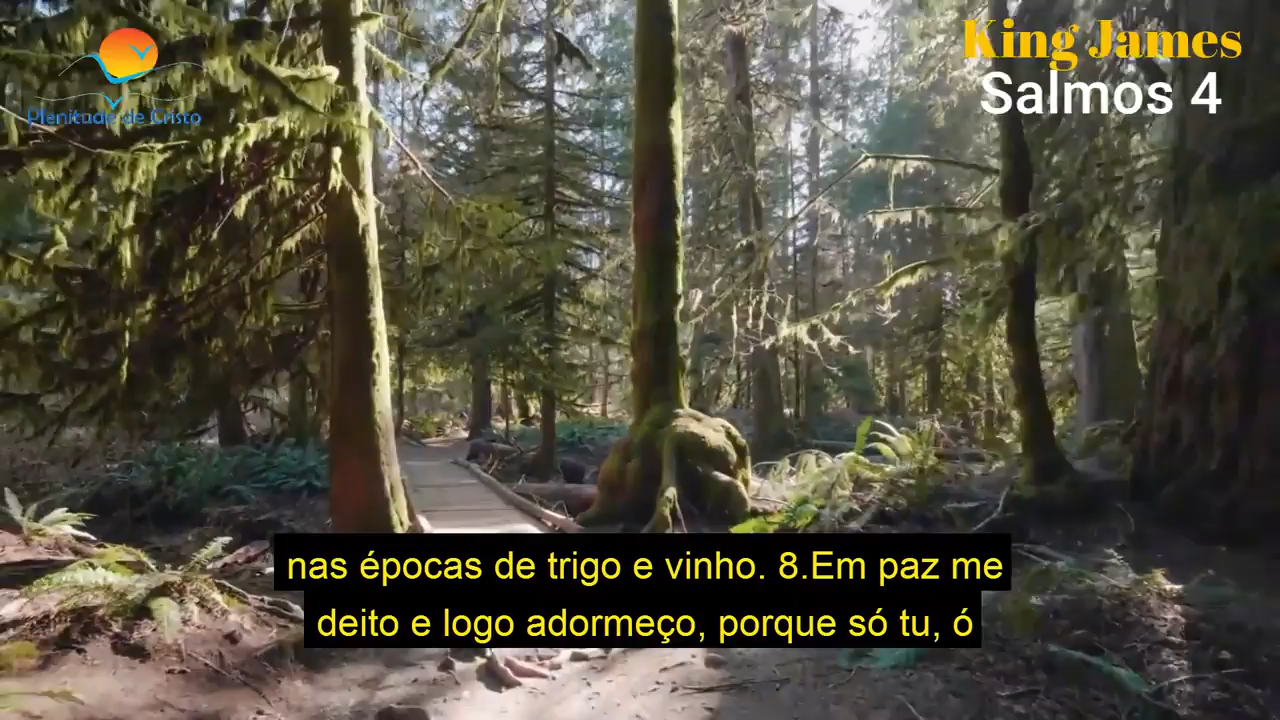 King James
Salmos 4
Plenitude de Cristo
nas épocas de trigo e vinho. 8.Em paz me
deito e logo adormeço, porque só tu, ó